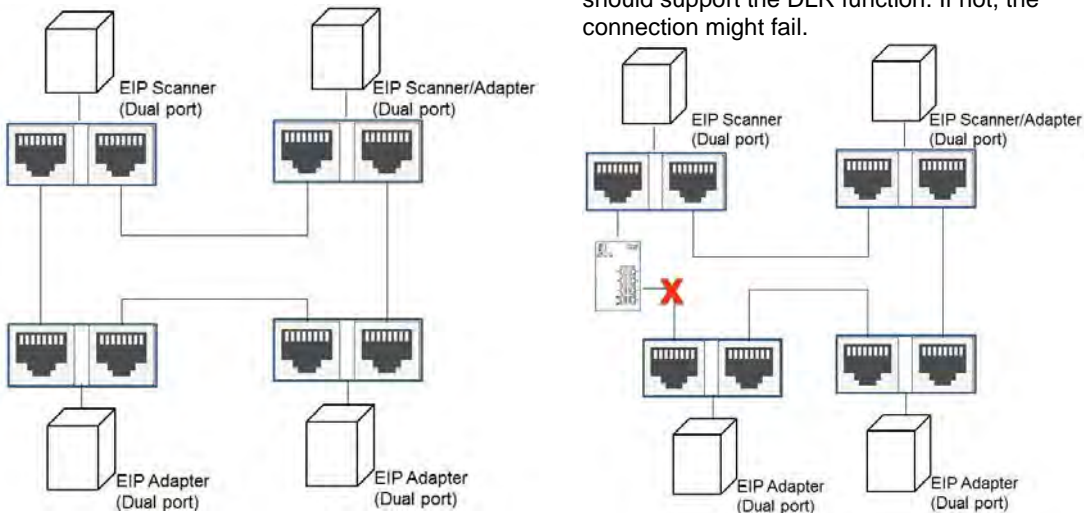 should support the DLR function. If not, the
connection might fail.
EIP Scanner
(Dual port)
EIP Scanner/Adapter
(Dual port)
EIP Adapter
(Dual port)
EIP Adapter
(Dual port)
EIP Scanner
(Dual port)
EIP Scanner/Adapter
(Dual port)
X
EIP Adapter
(Dual port)
EIP Adapter
(Dual port)